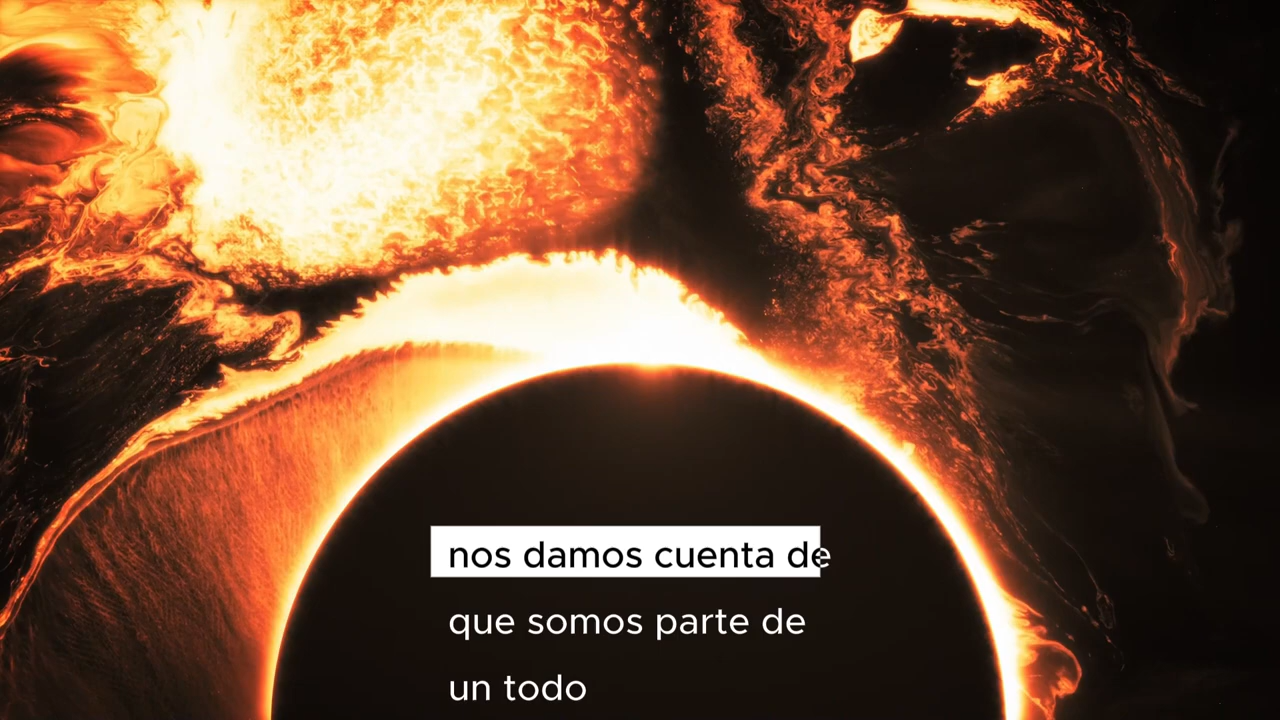 nos damos cuenta de
que somos parte de
un todo